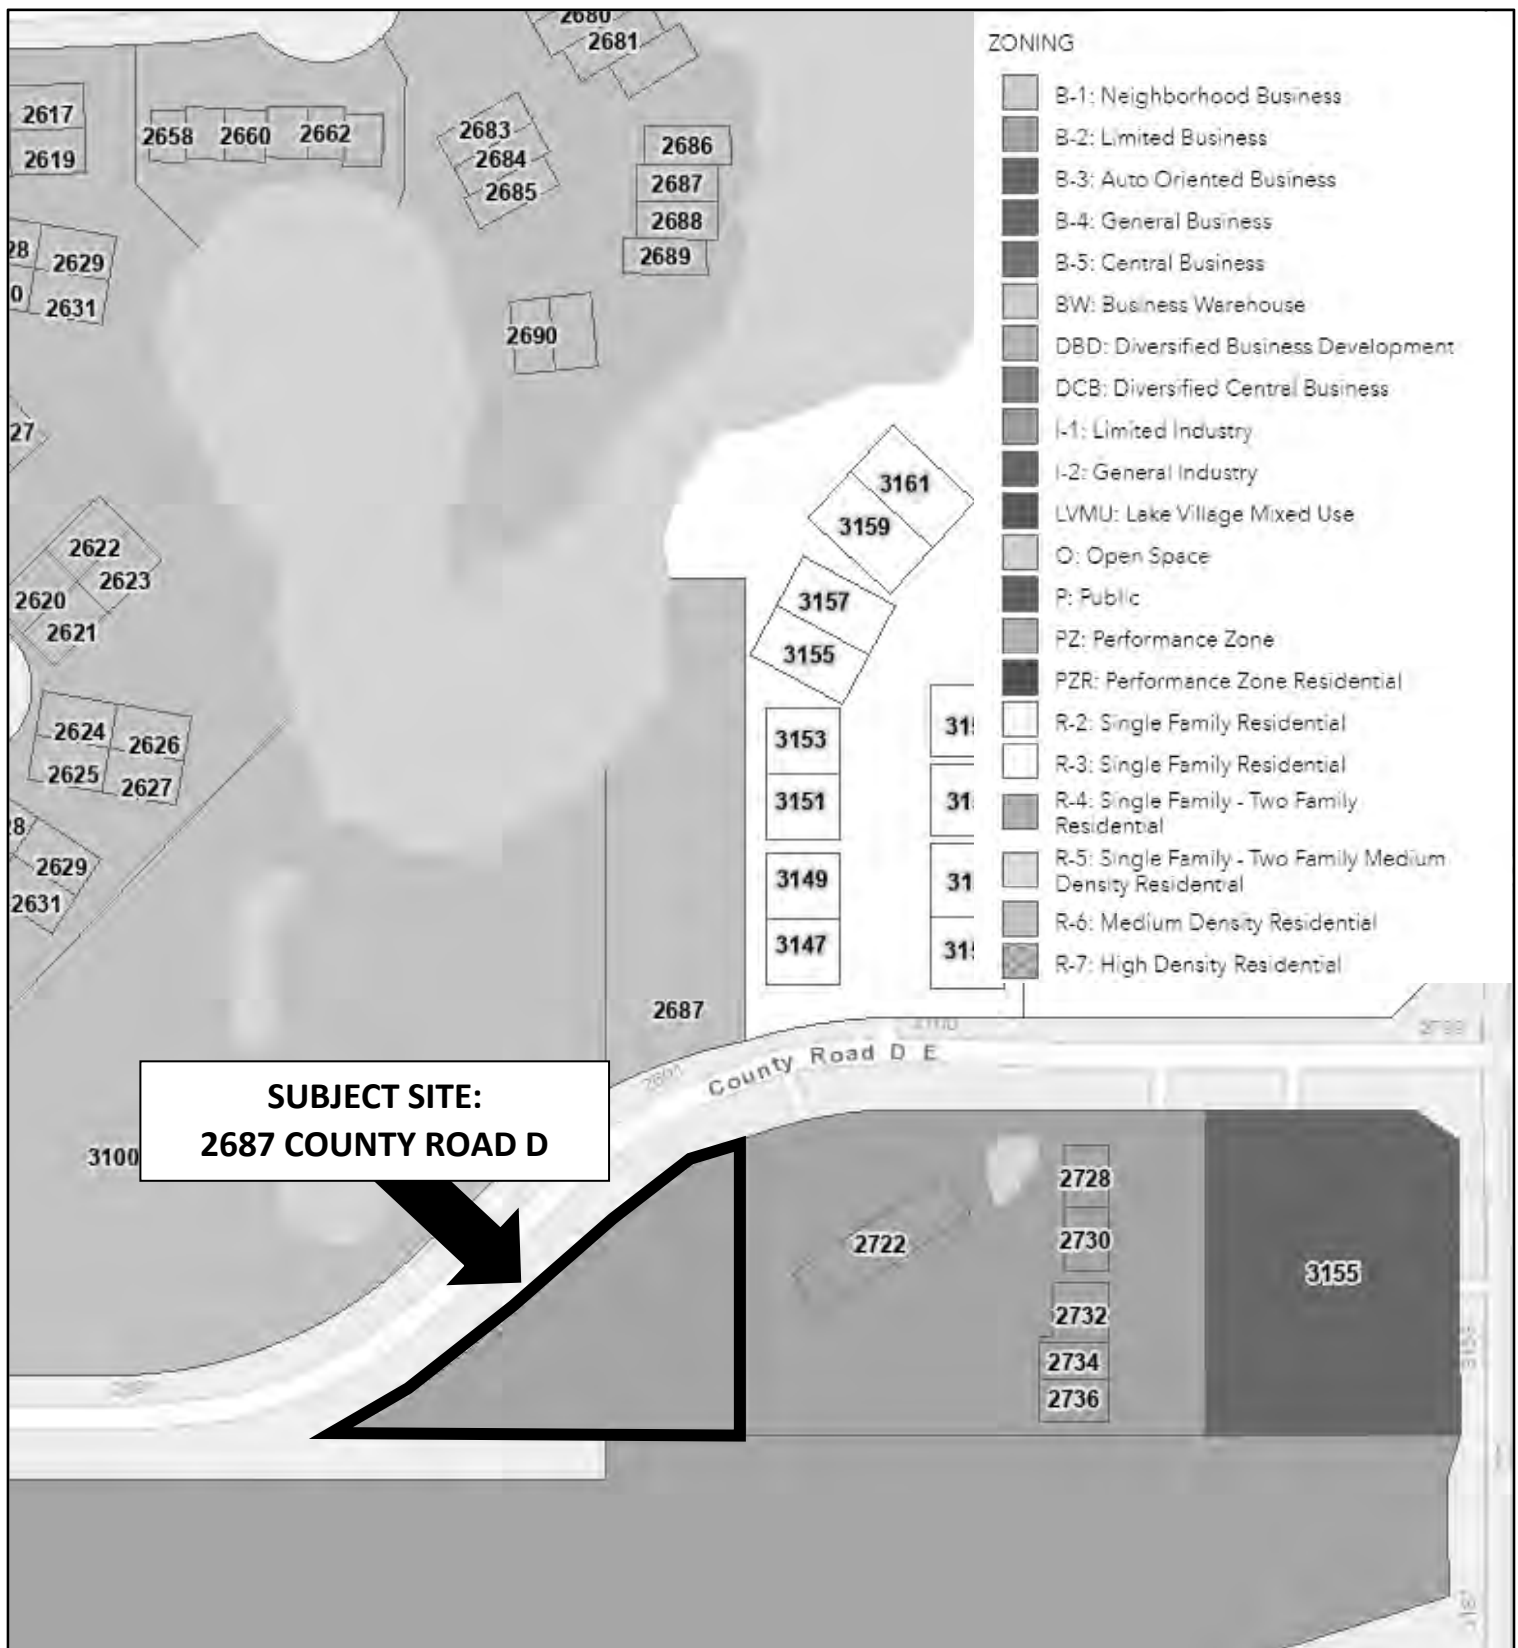 2680
2681
2617
2619
2658 2660 2662
2683
2684
2685
2686
2687
2688
2689
28 2629
0 2631
2690
27
2622
2623
2620
2621
2624 2626
2625 2627
28
2629
2631
3161
3159
3157
3155
3153
3151
3149
3147
2687
County Road D E
SUBJECT SITE:
2687 COUNTY ROAD D
3100
2722
2728
2730
2732
2734
2736
3155
ZONING
B-1: Neighborhood Business
B-2: Limited Business
B-3: Auto Oriented Business
B-4: General Business
B-5: Central Business
BW: Business Warehouse
DBD: Diversified Business Development
DCB: Diversified Central Business
I-1: Limited Industry
I-2: General Industry
LVMU: Lake Village Mixed Use
O: Open Space
P: Public
PZ: Performance Zone
PZR: Performance Zone Residential
R-2: Single Family Residential
R-3: Single Family Residential
R-4: Single Family - Two Family
Residential
R-5: Single Family - Two Family Medium
Density Residential
R-6: Medium Density Residential
R-7: High Density Residential